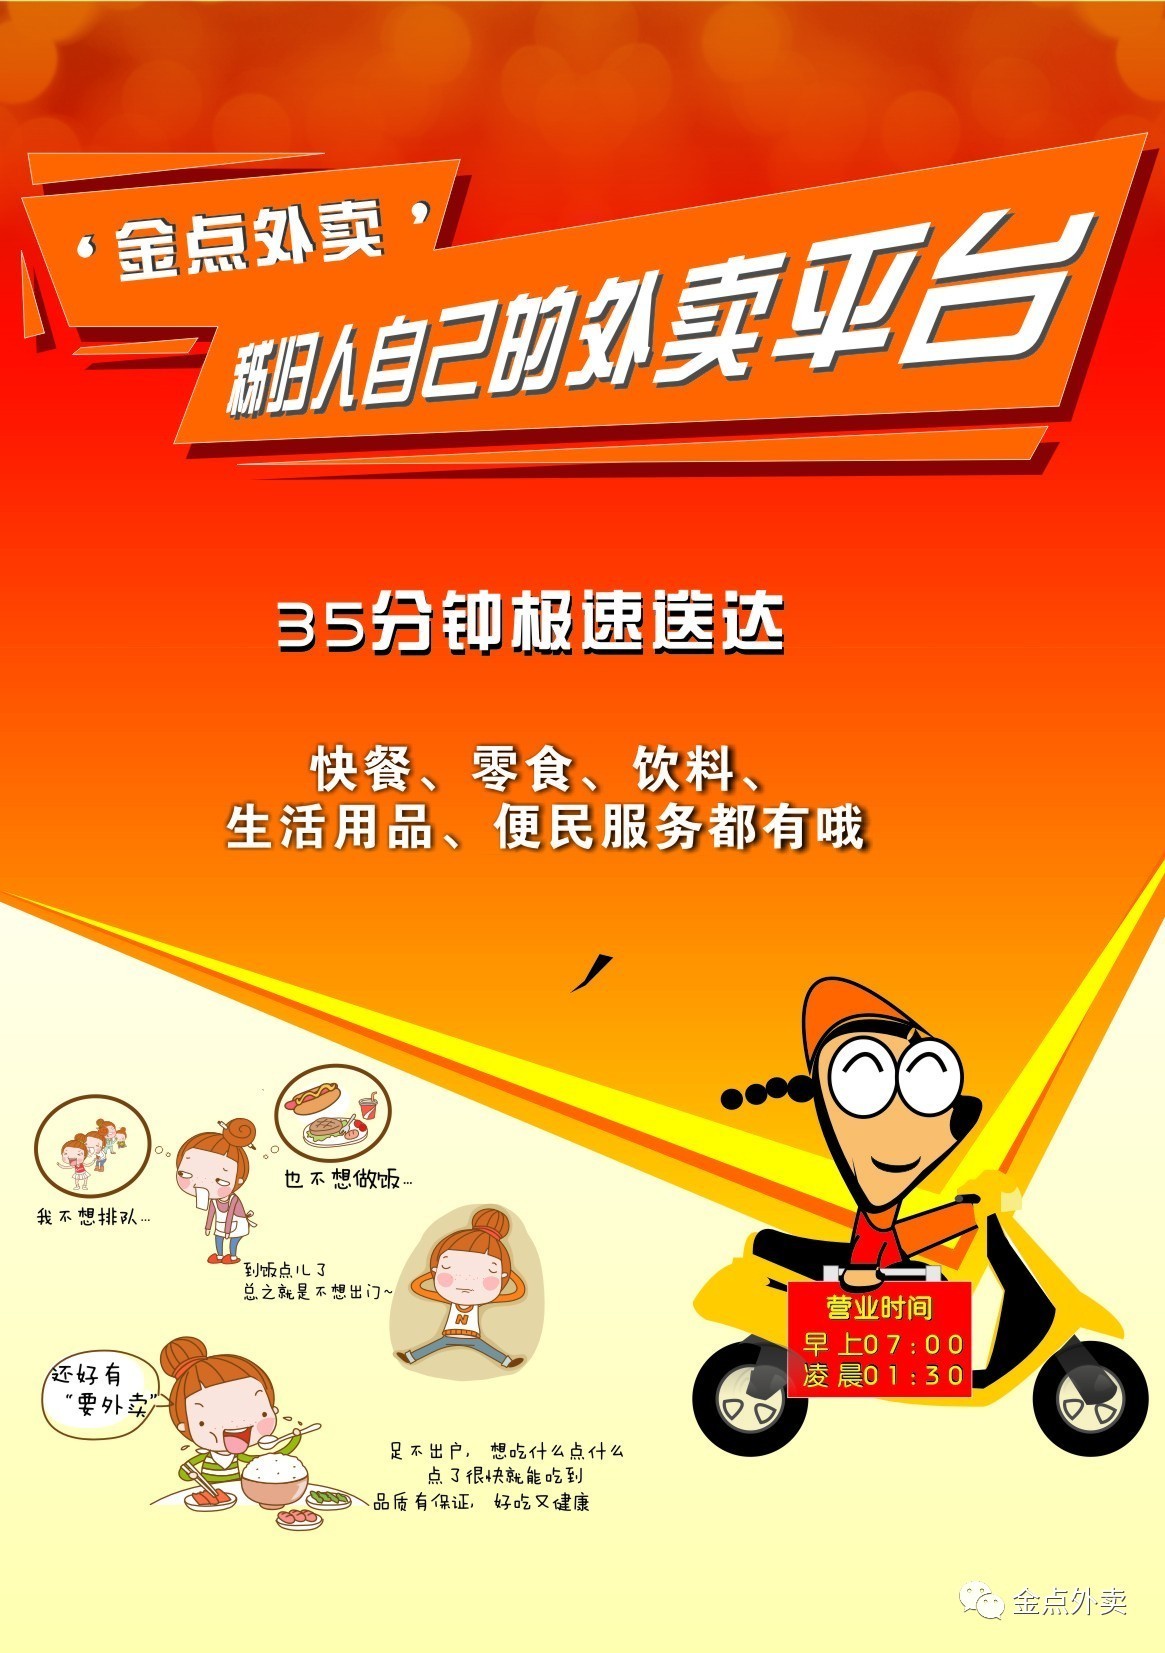 ‘金点外卖’
秭归人自己的外卖平台
35分钟极速送达
快餐、零食、饮料、
生活用品、便民服务都有哦
我不想排队...
也不想做饭...
到饭点儿了
总之就是不想出门~
N
还好有
“要外卖”
足不出户，想吃什么点什么
点了很快就能吃到
品质有保证，好吃又健康
营业时间
早上07:00
凌晨01:30
金点外卖